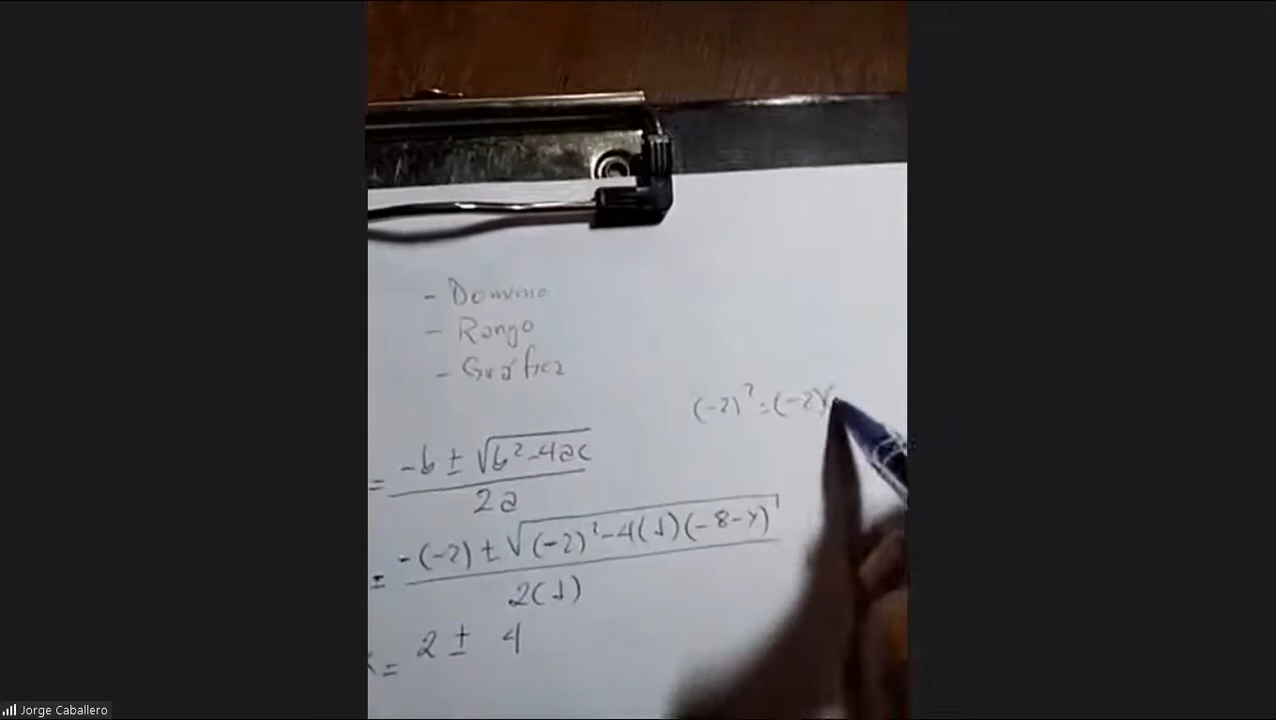 - Dominio
- Rango
- Gráfica
(-2)² = (-2)(
= -b ± √b² - 4ac
2a
= -(-2) ± √(-2)² - 4(1)(-8-y)
2(1)
x = 2 ± 4
Jorge Caballero